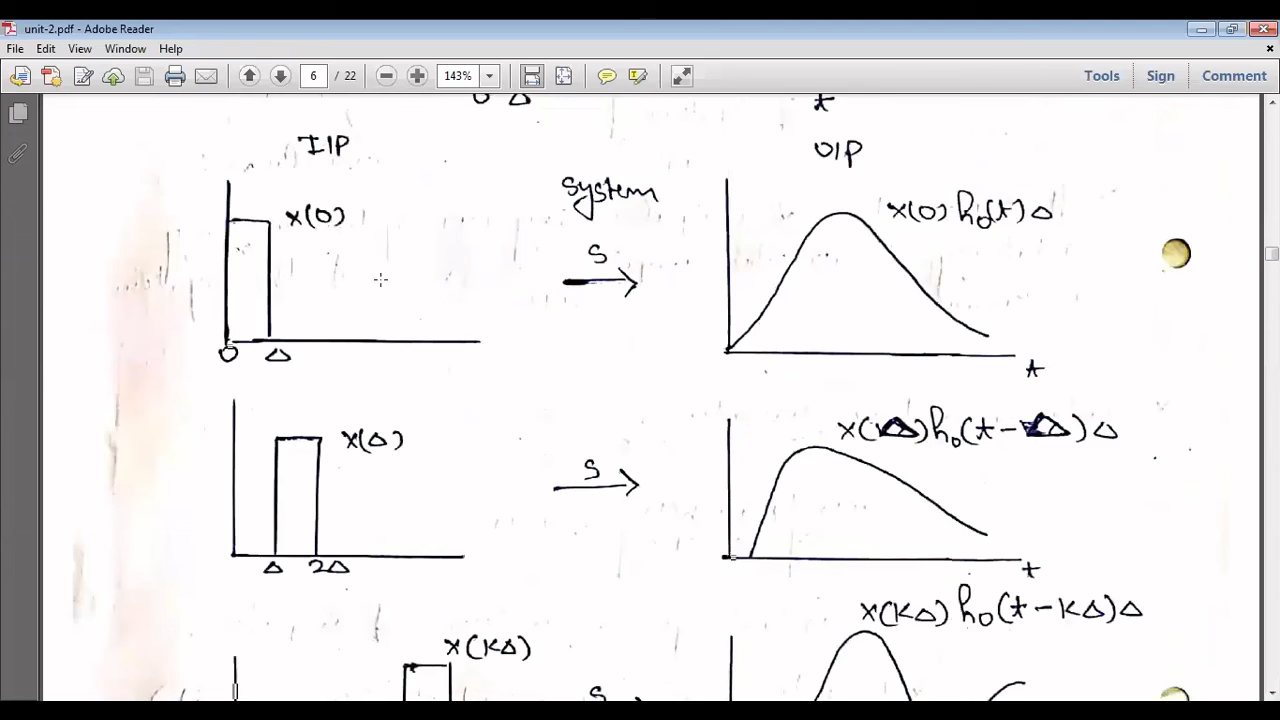 unit-2.pdf - Adobe Reader
File Edit View Window Help
6 / 22 143% Tools Sign Comment
0 Δ t
I/P O/P
System
x(0) S x(0) h₀(t) Δ
0 Δ t
x(Δ) S x(Δ) h₀(t-Δ) Δ
Δ 2Δ t
x(KΔ) S x(KΔ) h₀(t-KΔ) Δ